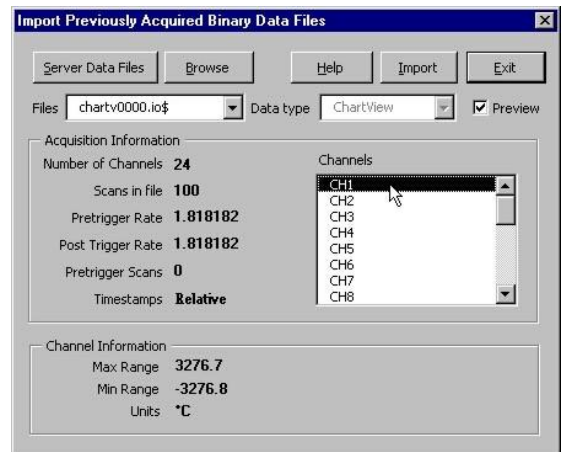 Import Previously Acquired Binary Data Files
Server Data Files Browse Help Import Exit
Files chartv0000.io$ Data type ChartView Preview
Acquisition Information
Number of Channels 24
Scans in file 100
Pretrigger Rate 1.818182
Post Trigger Rate 1.818182
Pretrigger Scans 0
Timestamps Relative
Channels
CH1
CH2
CH3
CH4
CH5
CH6
CH7
CH8
Channel Information
Max Range 3276.7
Min Range -3276.8
Units °C